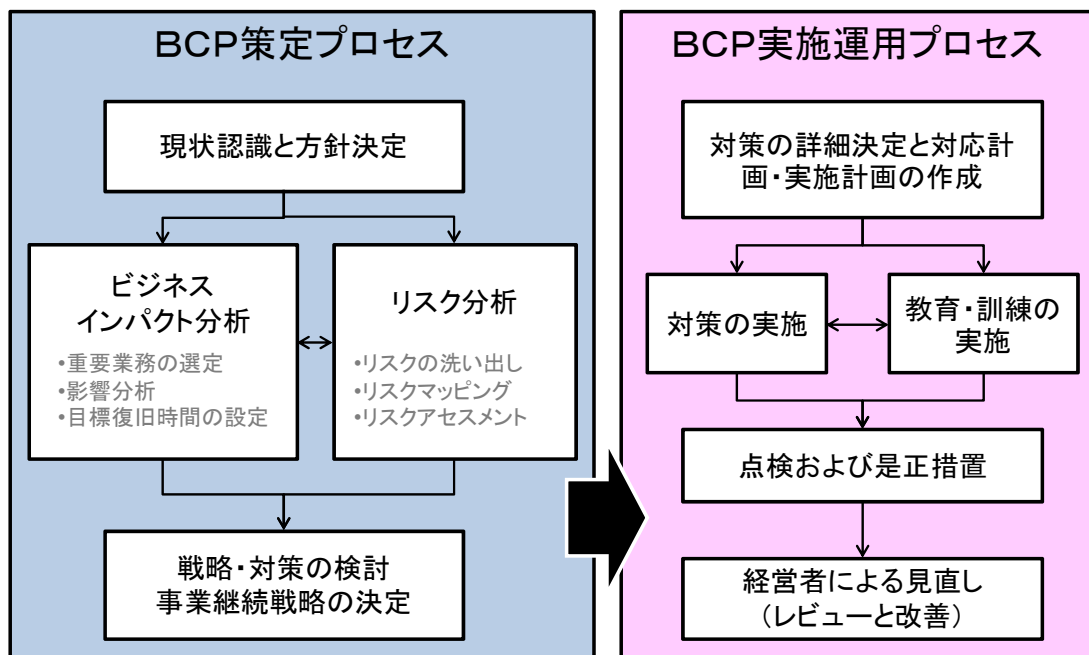 BCP策定プロセス
現状認識と方針決定
ビジネス
インパクト分析
•重要業務の選定
•影響分析
•目標復旧時間の設定
リスク分析
•リスクの洗い出し
•リスクマッピング
•リスクアセスメント
戦略・対策の検討
事業継続戦略の決定
BCP実施運用プロセス
対策の詳細決定と対応計
画・実施計画の作成
対策の実施
教育・訓練の
実施
点検および是正措置
経営者による見直し
（レビューと改善）